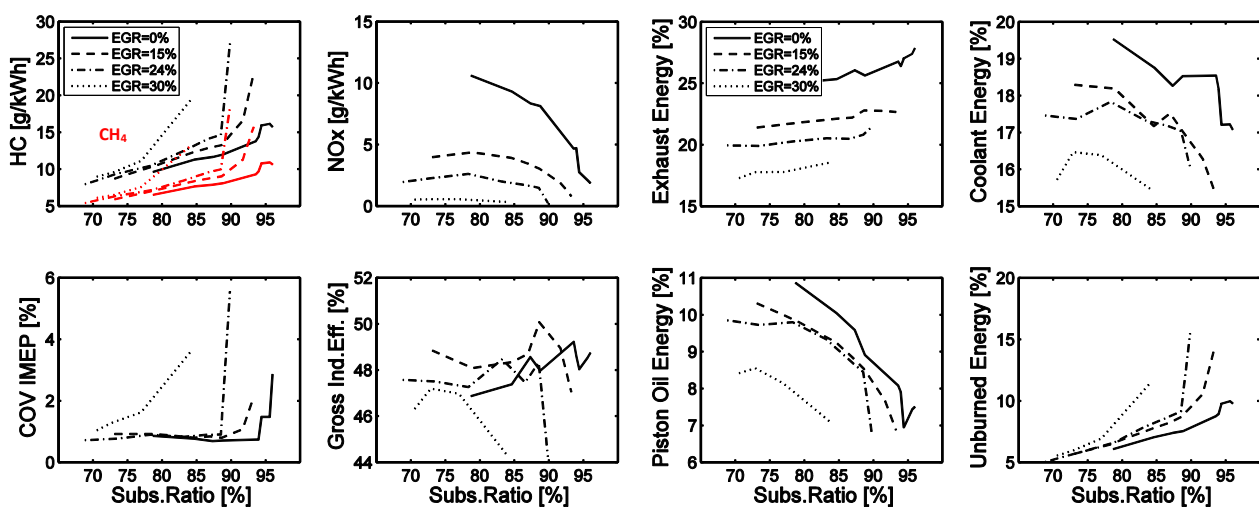 HC [g/kWh]
30
25
20
15
10
5
70 75 80 85 90 95
EGR=0%
EGR=15%
EGR=24%
EGR=30%
CH4
NOx [g/kWh]
15
10
5
0
70 75 80 85 90 95
Exhaust Energy [%]
30
25
20
15
70 75 80 85 90 95
EGR=0%
EGR=15%
EGR=24%
EGR=30%
Coolant Energy [%]
20
19
18
17
16
15
70 75 80 85 90 95
COV IMEP [%]
6
4
2
0
70 75 80 85 90 95
Subs.Ratio [%]
Gross Ind.Eff. [%]
52
50
48
46
44
70 75 80 85 90 95
Subs.Ratio [%]
Piston Oil Energy [%]
11
10
9
8
7
6
70 75 80 85 90 95
Subs.Ratio [%]
Unburned Energy [%]
20
15
10
5
70 75 80 85 90 95
Subs.Ratio [%]